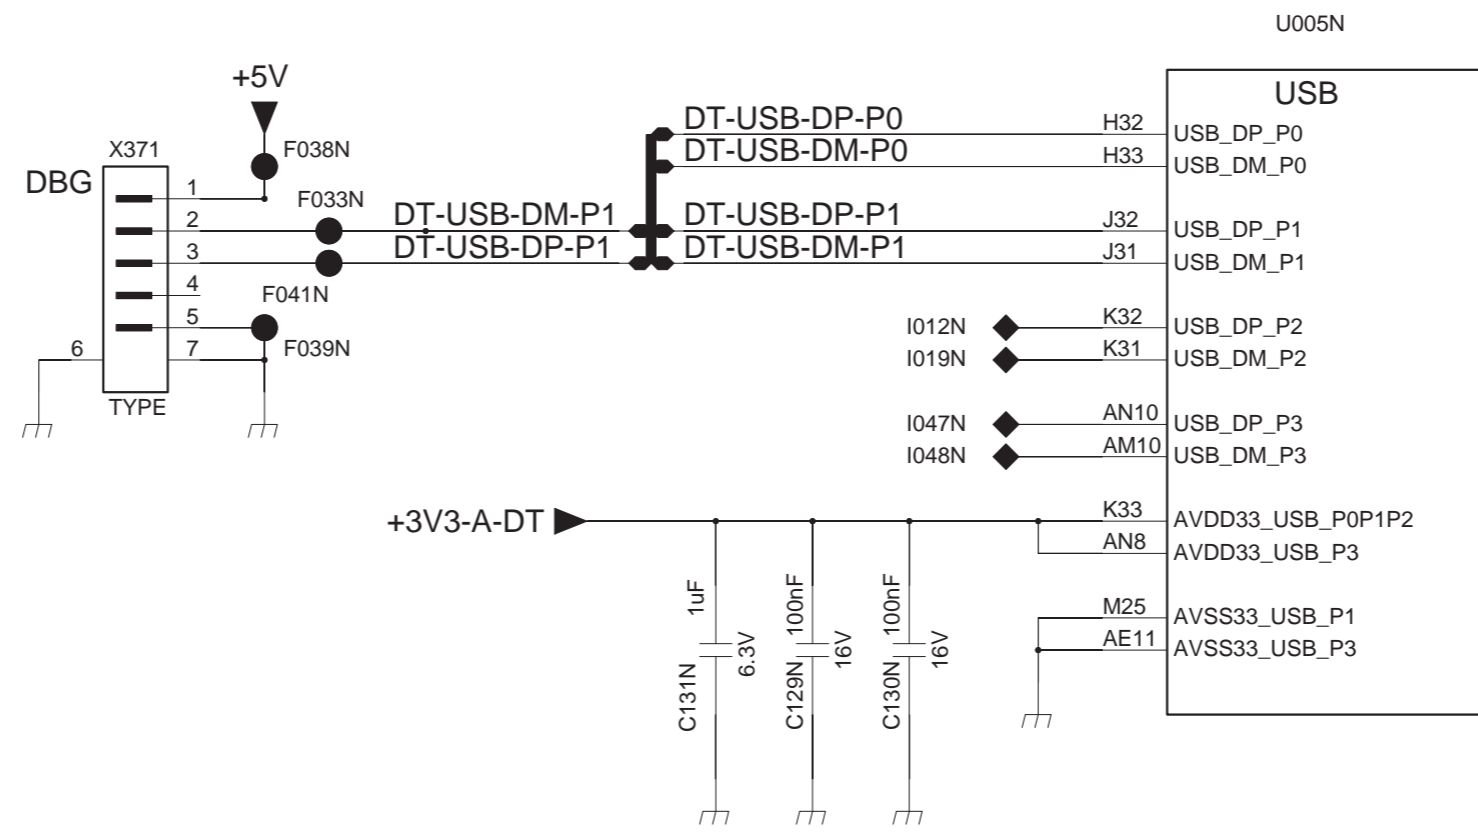 U005N
+5V
USB
DT-USB-DP-P0
H32
USB_DP_P0
X371
F038N
DT-USB-DM-P0
H33
USB_DM_P0
DBG
1
F033N
2
DT-USB-DM-P1
DT-USB-DP-P1
J32
USB_DP_P1
3
DT-USB-DP-P1
DT-USB-DM-P1
J31
USB_DM_P1
4
F041N
5
I012N
K32
USB_DP_P2
6
7
F039N
I019N
K31
USB_DM_P2
TYPE
I047N
AN10
USB_DP_P3
I048N
AM10
USB_DM_P3
+3V3-A-DT
K33
AVDD33_USB_P0P1P2
AN8
AVDD33_USB_P3
1uF
100nF
100nF
M25
AVSS33_USB_P1
6.3V
16V
16V
AE11
AVSS33_USB_P3
C131N
C129N
C130N